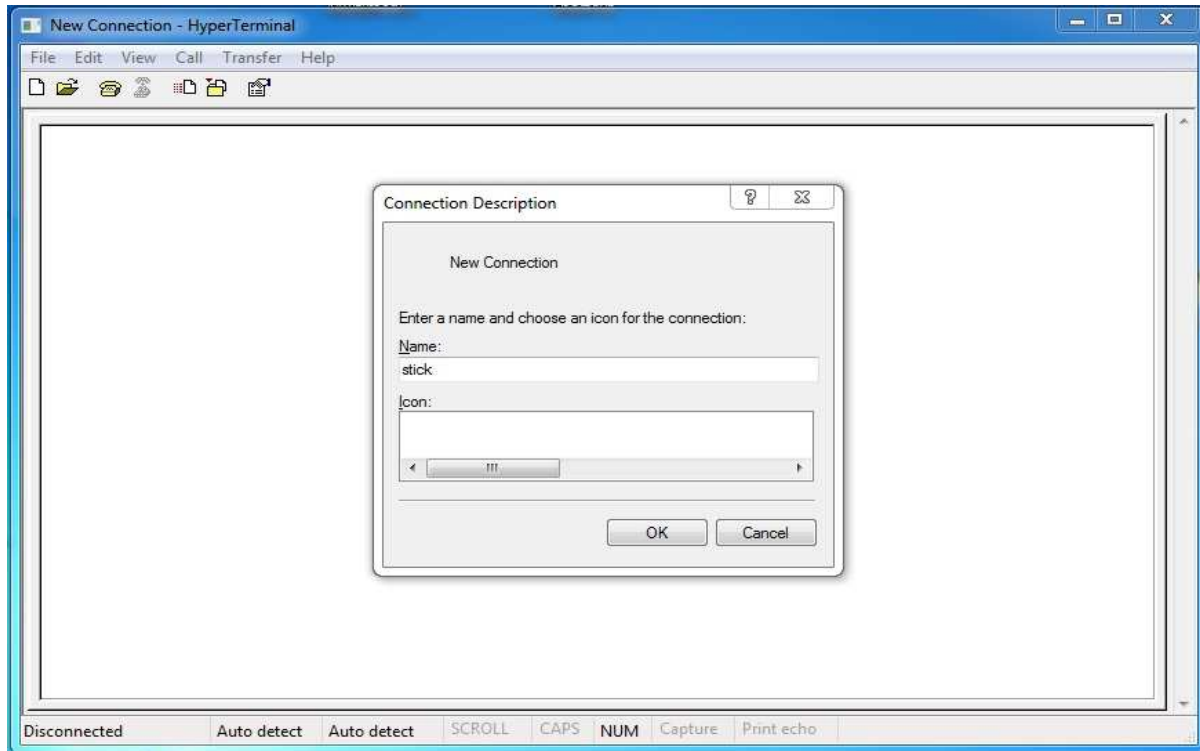 New Connection - HyperTerminal
File Edit View Call Transfer Help
Connection Description
New Connection
Enter a name and choose an icon for the connection:
Name:
stick
Icon:
OK Cancel
Disconnected Auto detect Auto detect SCROLL CAPS NUM Capture Print echo